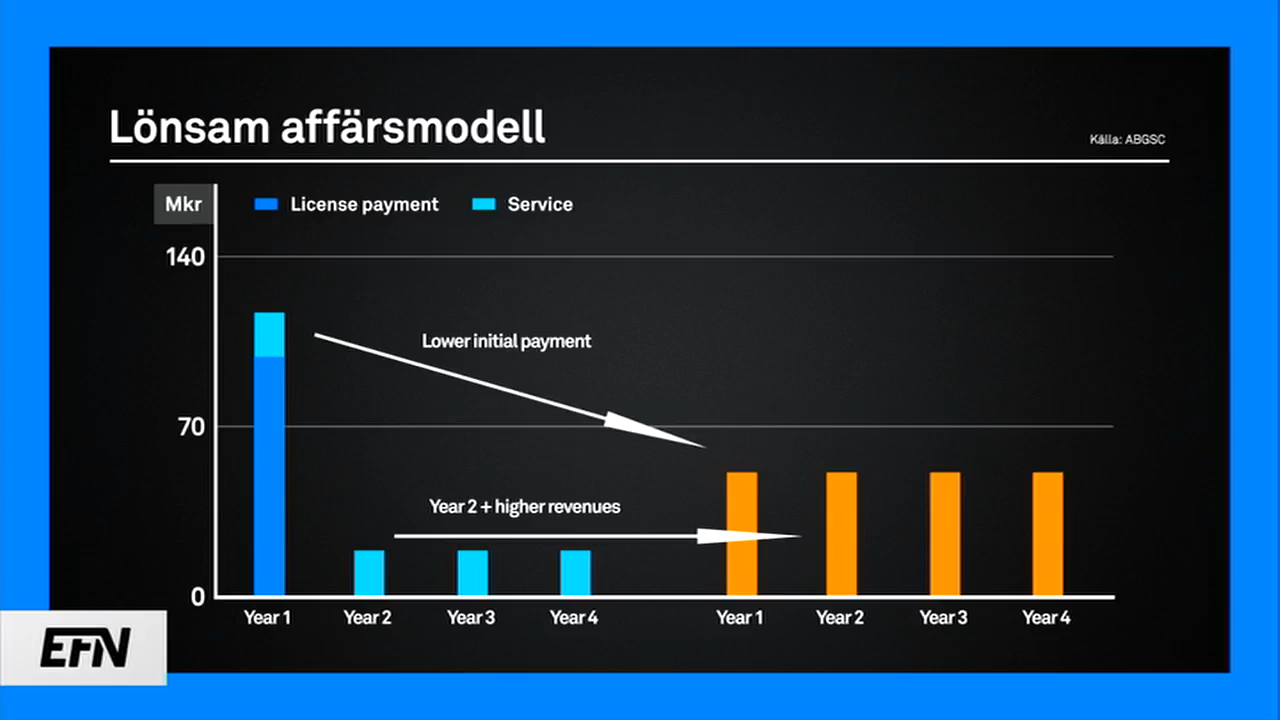 Lönsam affärsmodell
Källa: ABGSC
Mkr
License payment
Service
140
Lower initial payment
70
Year 2 + higher revenues
0
Year 1 Year 2 Year 3 Year 4 Year 1 Year 2 Year 3 Year 4
EFN